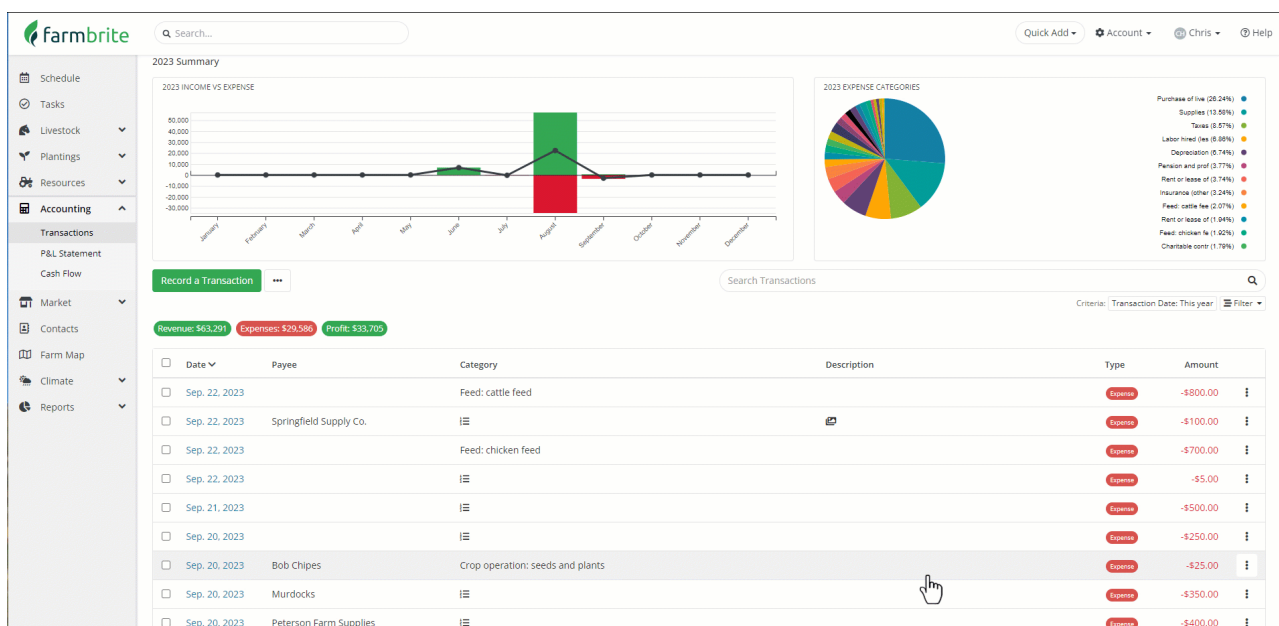 farmbrite
Search...
Quick Add
Account
CH Chris
Help
Schedule
Tasks
Livestock
Plantings
Resources
Accounting
Transactions
P&L Statement
Cash Flow
Market
Contacts
Farm Map
Climate
Reports
2023 Summary
2023 INCOME VS EXPENSE
50,000
40,000
30,000
20,000
10,000
0
-10,000
-20,000
-30,000
January
February
March
April
May
June
July
August
September
October
November
December
2023 EXPENSE CATEGORIES
Purchase of live (26.24%)
Supplies (13.58%)
Taxes (8.57%)
Labor hired (les (6.86%)
Depreciation (6.74%)
Pension and prof (3.77%)
Rent or lease of (3.74%)
Insurance (other (3.24%)
Feed: cattle fee (2.07%)
Rent or lease of (1.94%)
Feed: chicken fe (1.92%)
Charitable contr (1.79%)
Record a Transaction
Search Transactions
Criteria: Transaction Date: This year Filter
Revenue: $63,291 Expenses: $29,586 Profit: $33,705
Date Payee Category Description Type Amount
Sep. 22, 2023 Feed: cattle feed Expense -$800.00
Sep. 22, 2023 Springfield Supply Co. Expense -$100.00
Sep. 22, 2023 Feed: chicken feed Expense -$700.00
Sep. 22, 2023 Expense -$5.00
Sep. 21, 2023 Expense -$500.00
Sep. 20, 2023 Expense -$250.00
Sep. 20, 2023 Bob Chipes Crop operation: seeds and plants Expense -$25.00
Sep. 20, 2023 Murdocks Expense -$350.00
Sep. 20, 2023 Peterson Farm Supplies Expense -$400.00